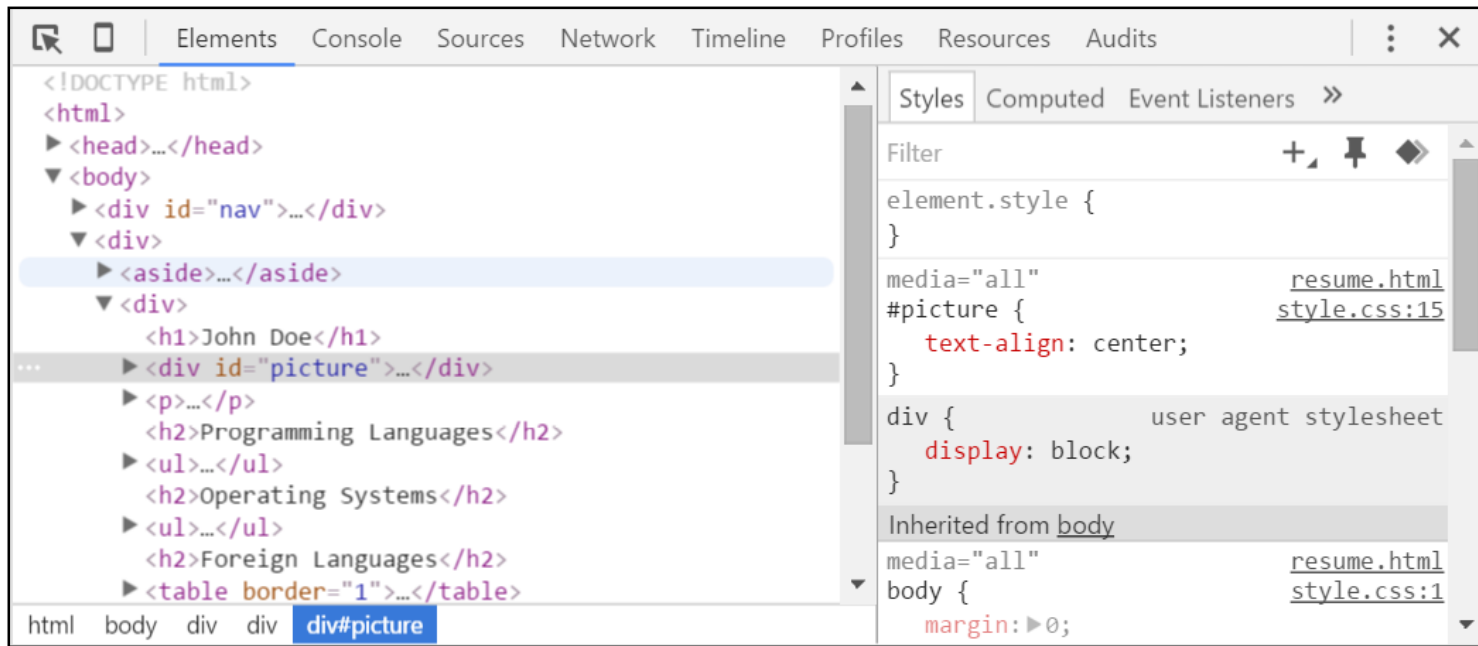 Elements Console Sources Network Timeline Profiles Resources Audits
<!DOCTYPE html>
<html>
<head>…</head>
<body>
<div id="nav">…</div>
<div>
<aside>…</aside>
<div>
<h1>John Doe</h1>
<div id="picture">…</div>
<p>…</p>
<h2>Programming Languages</h2>
<ul>…</ul>
<h2>Operating Systems</h2>
<ul>…</ul>
<h2>Foreign Languages</h2>
<table border="1">…</table>
html body div div div#picture
Styles Computed Event Listeners »
Filter
element.style {
}
media="all" resume.html
#picture { style.css:15
text-align: center;
}
div { user agent stylesheet
display: block;
}
Inherited from body
media="all" resume.html
body { style.css:1
margin: 0;